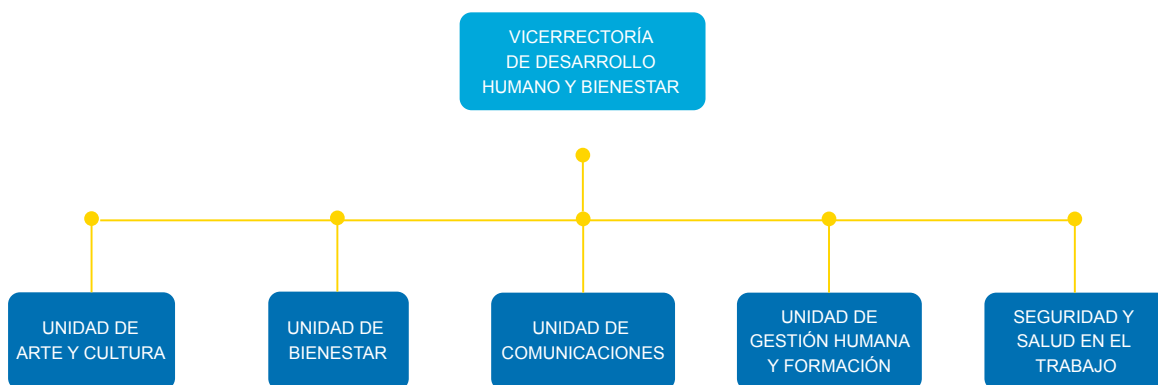 VICERRECTORÍA
DE DESARROLLO
HUMANO Y BIENESTAR
UNIDAD DE
ARTE Y CULTURA
UNIDAD DE
BIENESTAR
UNIDAD DE
COMUNICACIONES
UNIDAD DE
GESTIÓN HUMANA
Y FORMACIÓN
SEGURIDAD Y
SALUD EN EL
TRABAJO